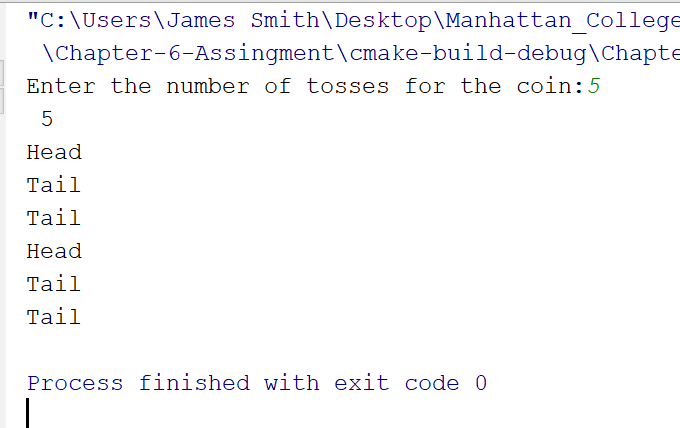 "C:\Users\James Smith\Desktop\Manhattan_College
\Chapter-6-Assingment\cmake-build-debug\Chapte
Enter the number of tosses for the coin:5
5
Head
Tail
Tail
Head
Tail
Tail
Process finished with exit code 0